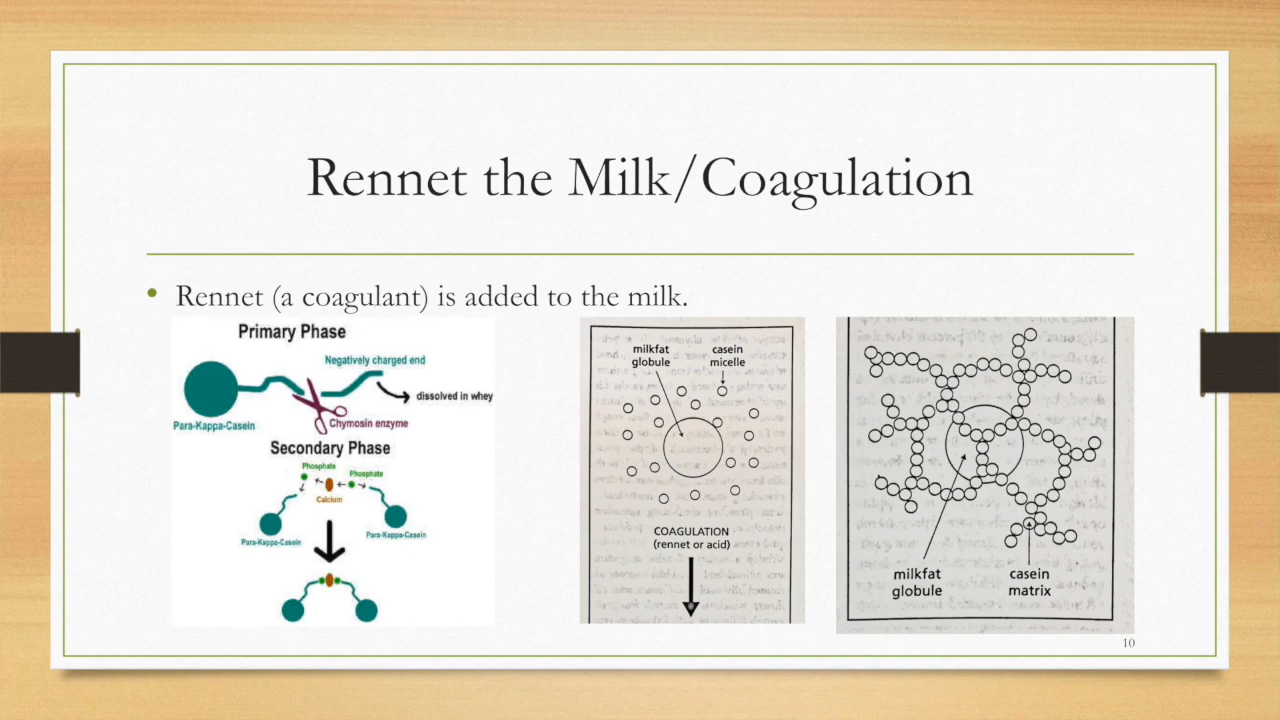 Rennet the Milk/Coagulation
• Rennet (a coagulant) is added to the milk.
Primary Phase
Negatively charged end
dissolved in whey
Para-Kappa-Casein
Chymosin enzyme
Secondary Phase
Phosphate
Phosphate
Calcium
Para-Kappa-Casein
Para-Kappa-Casein
milkfat
globule
casein
micelle
COAGULATION
(rennet or acid)
milkfat
globule
casein
matrix
10